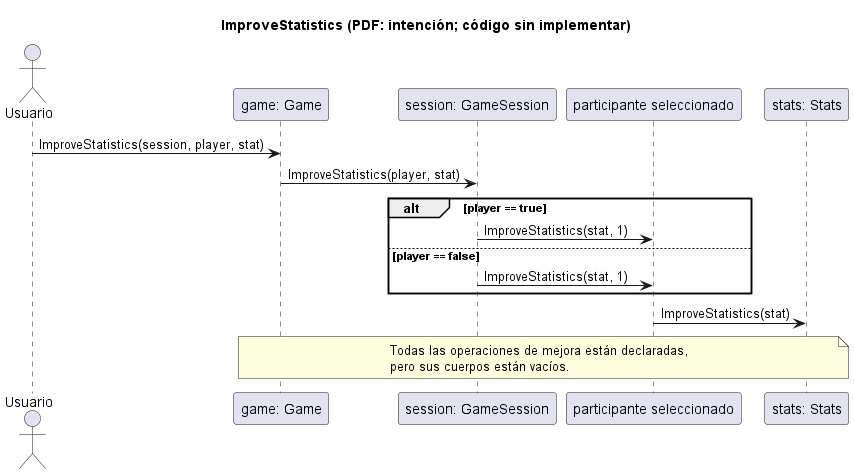 ImproveStatistics (PDF: intención; código sin implementar)
Usuario
game: Game
session: GameSession
participante seleccionado
stats: Stats
ImproveStatistics(session, player, stat)
ImproveStatistics(player, stat)
alt [player == true]
ImproveStatistics(stat, 1)
[player == false]
ImproveStatistics(stat, 1)
ImproveStatistics(stat)
Todas las operaciones de mejora están declaradas,
pero sus cuerpos están vacíos.
Usuario
game: Game
session: GameSession
participante seleccionado
stats: Stats